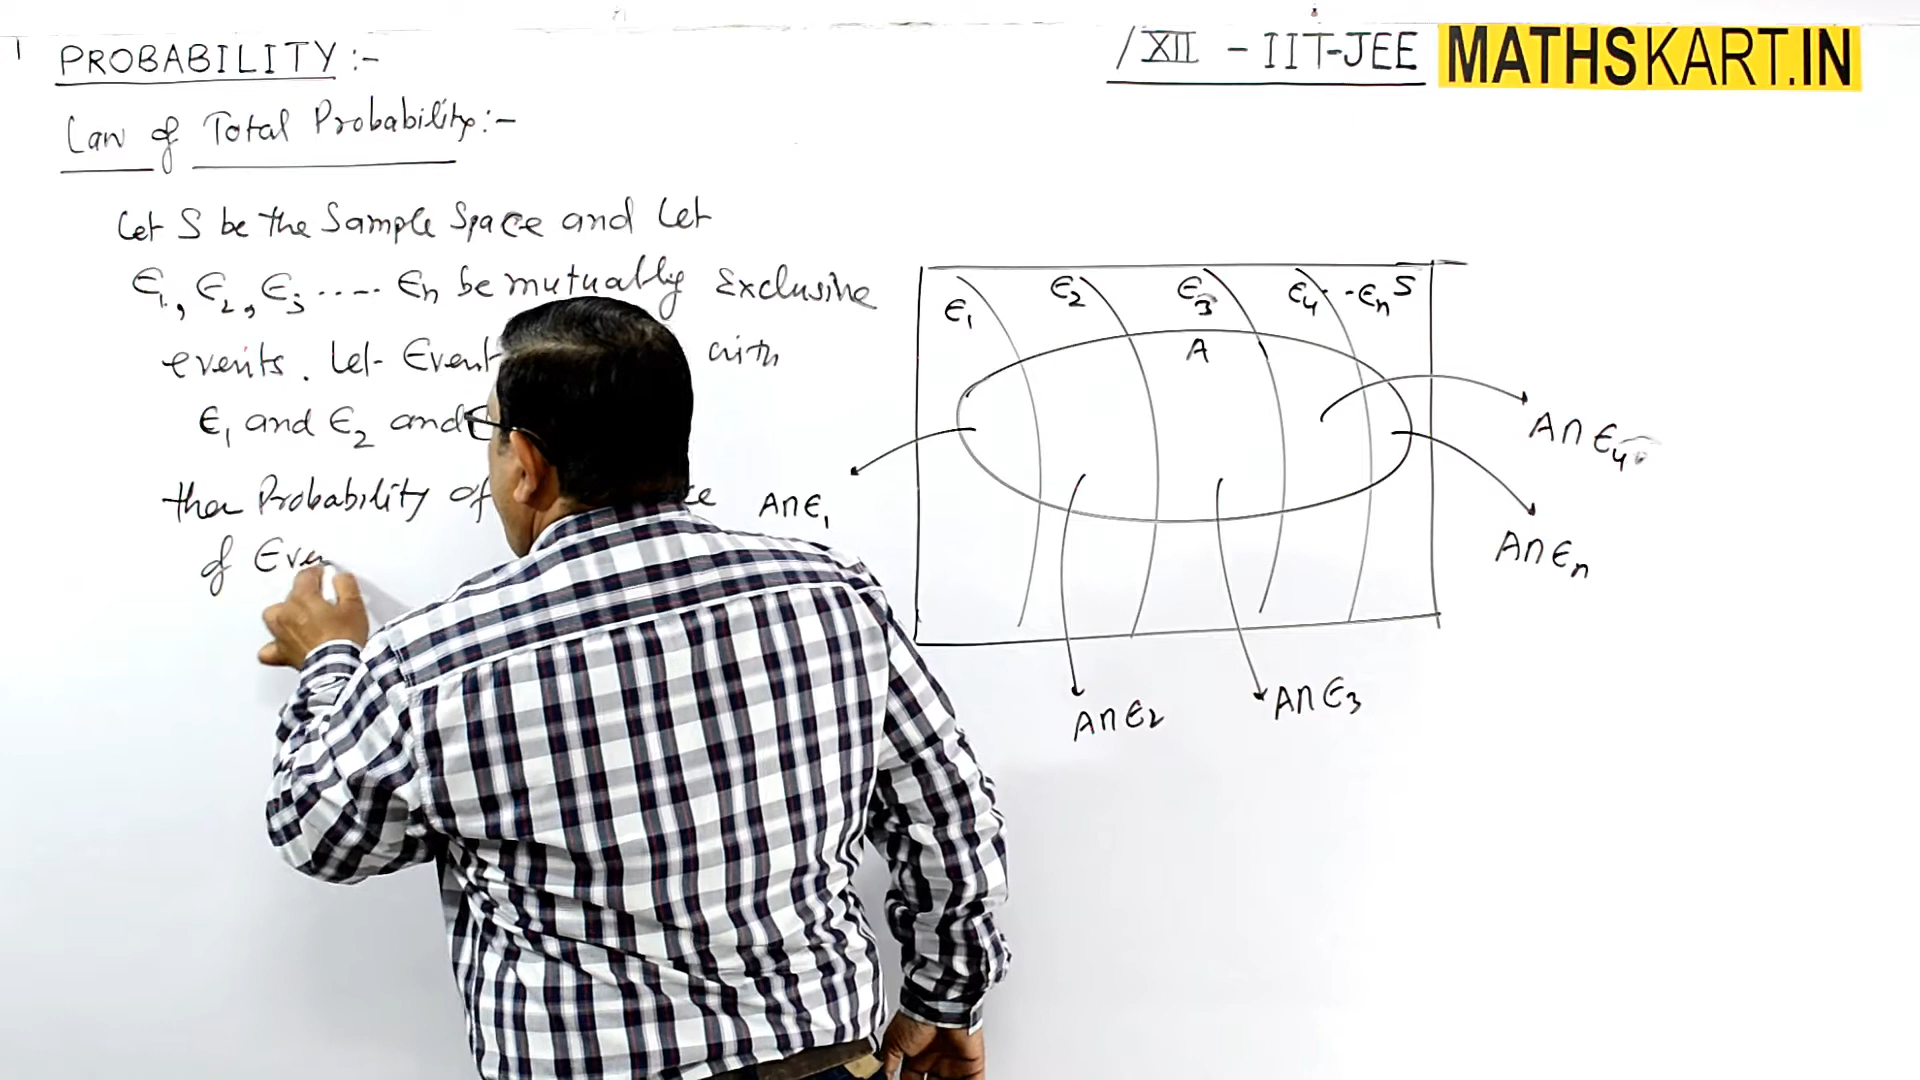 PROBABILITY :-
/XII - IIT-JEE MATHSKART.IN
Law of Total Probability:-
Let S be the Sample Space and Let
E1, E2, E3 ..... En be mutually Exclusive
events. Let Event with
E1 and E2 and
then Probability of
of Eve
E1 E2 E3 E4 - - En S
A
A∩E1
A∩E2
A∩E3
A∩E4
A∩En